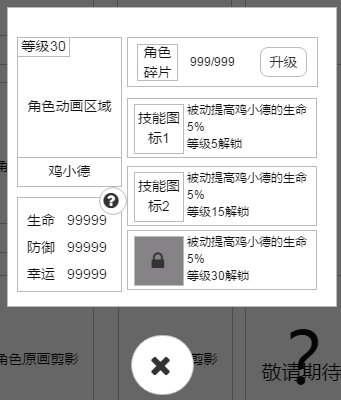 等级30
角色动画区域
鸡小德
生命 99999
防御 99999
幸运 99999
?
角色
碎片
999/999
升级
技能图
标1
被动提高鸡小德的生命
5%
等级5解锁
技能图
标2
被动提高鸡小德的生命
5%
等级15解锁
被动提高鸡小德的生命
5%
等级30解锁
角色原画剪影
剪影
?
敬请期待